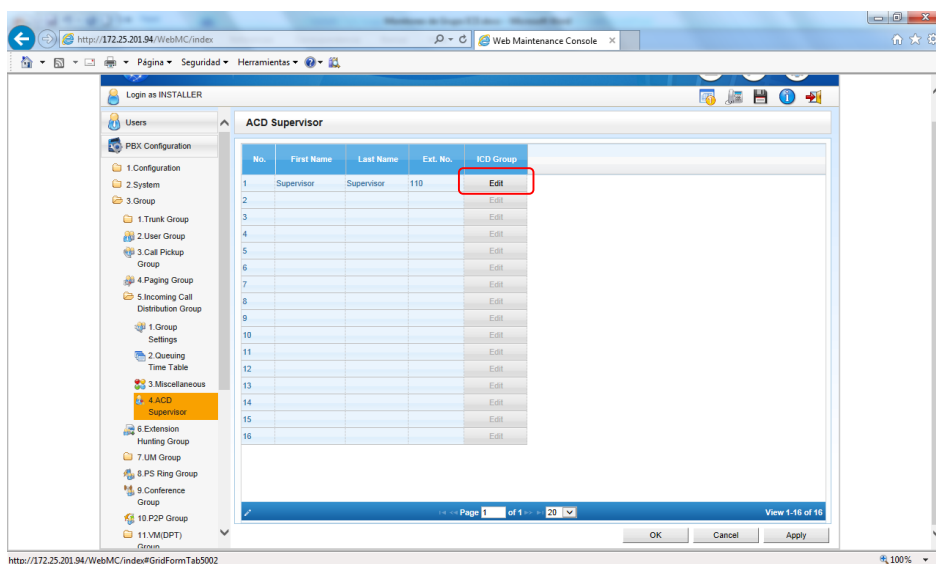 http://172.25.201.94/WebMC/index
Web Maintenance Console
Página Seguridad Herramientas
Login as INSTALLER
Users
PBX Configuration
1.Configuration
2.System
3.Group
1.Trunk Group
2.User Group
3.Call Pickup
Group
4.Paging Group
5.Incoming Call
Distribution Group
1.Group
Settings
2.Queuing
Time Table
3.Miscellaneous
4.ACD
Supervisor
6.Extension
Hunting Group
7.UM Group
8.PS Ring Group
9.Conference
Group
10.P2P Group
11.VM(DPT)
Group
ACD Supervisor
No. First Name Last Name Ext. No. ICD Group
1 Supervisor Supervisor 110 Edit
2 Edit
3 Edit
4 Edit
5 Edit
6 Edit
7 Edit
8 Edit
9 Edit
10 Edit
11 Edit
12 Edit
13 Edit
14 Edit
15 Edit
16 Edit
Page 1 of 1 20 View 1-16 of 16
OK Cancel Apply
http://172.25.201.94/WebMC/index#GridFormTab5002
100%